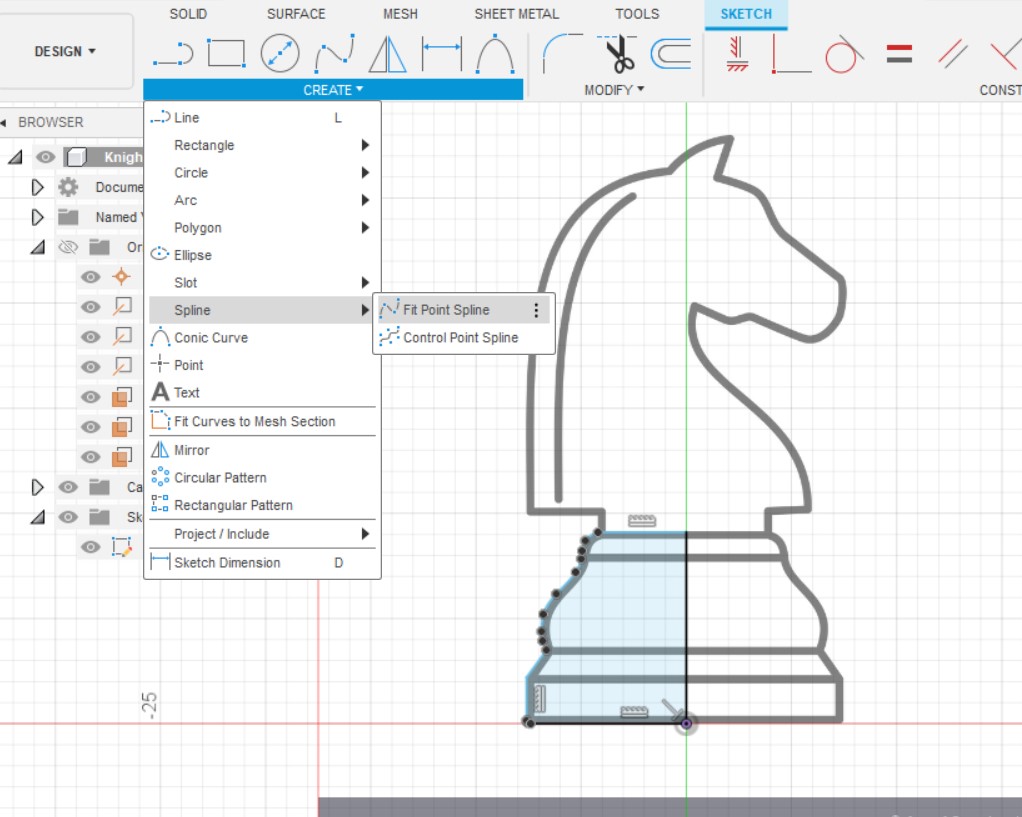 SOLID SURFACE MESH SHEET METAL TOOLS SKETCH
DESIGN
CREATE MODIFY CONST
BROWSER
Line L
Rectangle
Knigh
Circle
Docume
Arc
Named
Polygon
Or
Ellipse
Slot
Spline
Fit Point Spline
Conic Curve
Control Point Spline
Point
Text
Fit Curves to Mesh Section
Mirror
Circular Pattern
Ca
Rectangular Pattern
Sk
Project / Include
Sketch Dimension D
-25